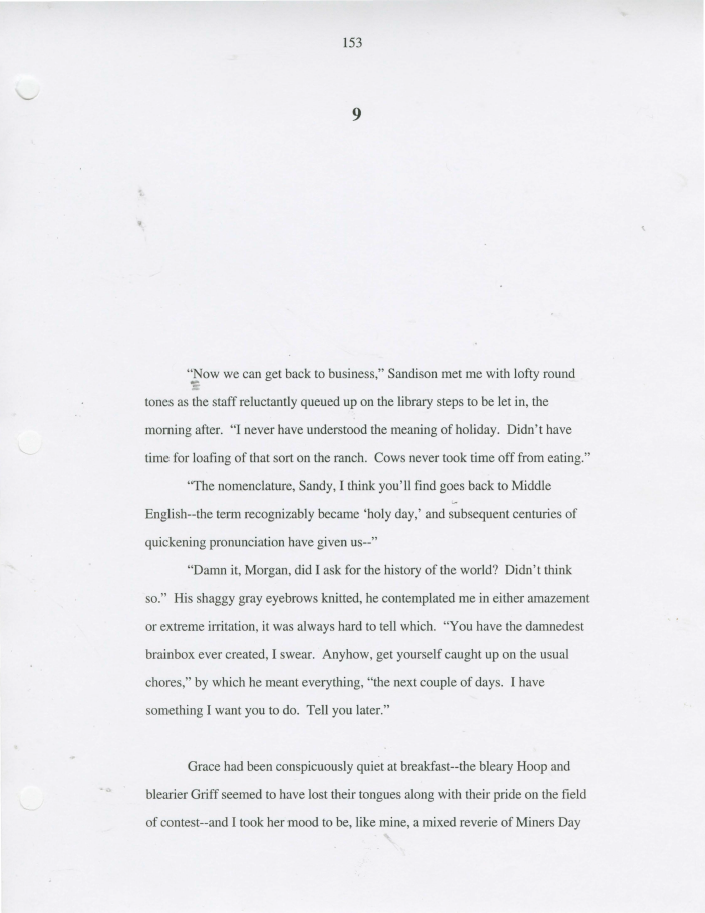 153
9
“Now we can get back to business,” Sandison met me with lofty round
tones as the staff reluctantly queued up on the library steps to be let in, the
morning after.  “I never have understood the meaning of holiday.  Didn’t have
time for loafing of that sort on the ranch.  Cows never took time off from eating.”
“The nomenclature, Sandy, I think you’ll find goes back to Middle
English--the term recognizably became ‘holy day,’ and subsequent centuries of
quickening pronunciation have given us--”
“Damn it, Morgan, did I ask for the history of the world?  Didn’t think
so.”  His shaggy gray eyebrows knitted, he contemplated me in either amazement
or extreme irritation, it was always hard to tell which.  “You have the damnedest
brainbox ever created, I swear.  Anyhow, get yourself caught up on the usual
chores,” by which he meant everything, “the next couple of days.  I have
something I want you to do.  Tell you later.”
Grace had been conspicuously quiet at breakfast--the bleary Hoop and
blearier Griff seemed to have lost their tongues along with their pride on the field
of contest--and I took her mood to be, like mine, a mixed reverie of Miners Day